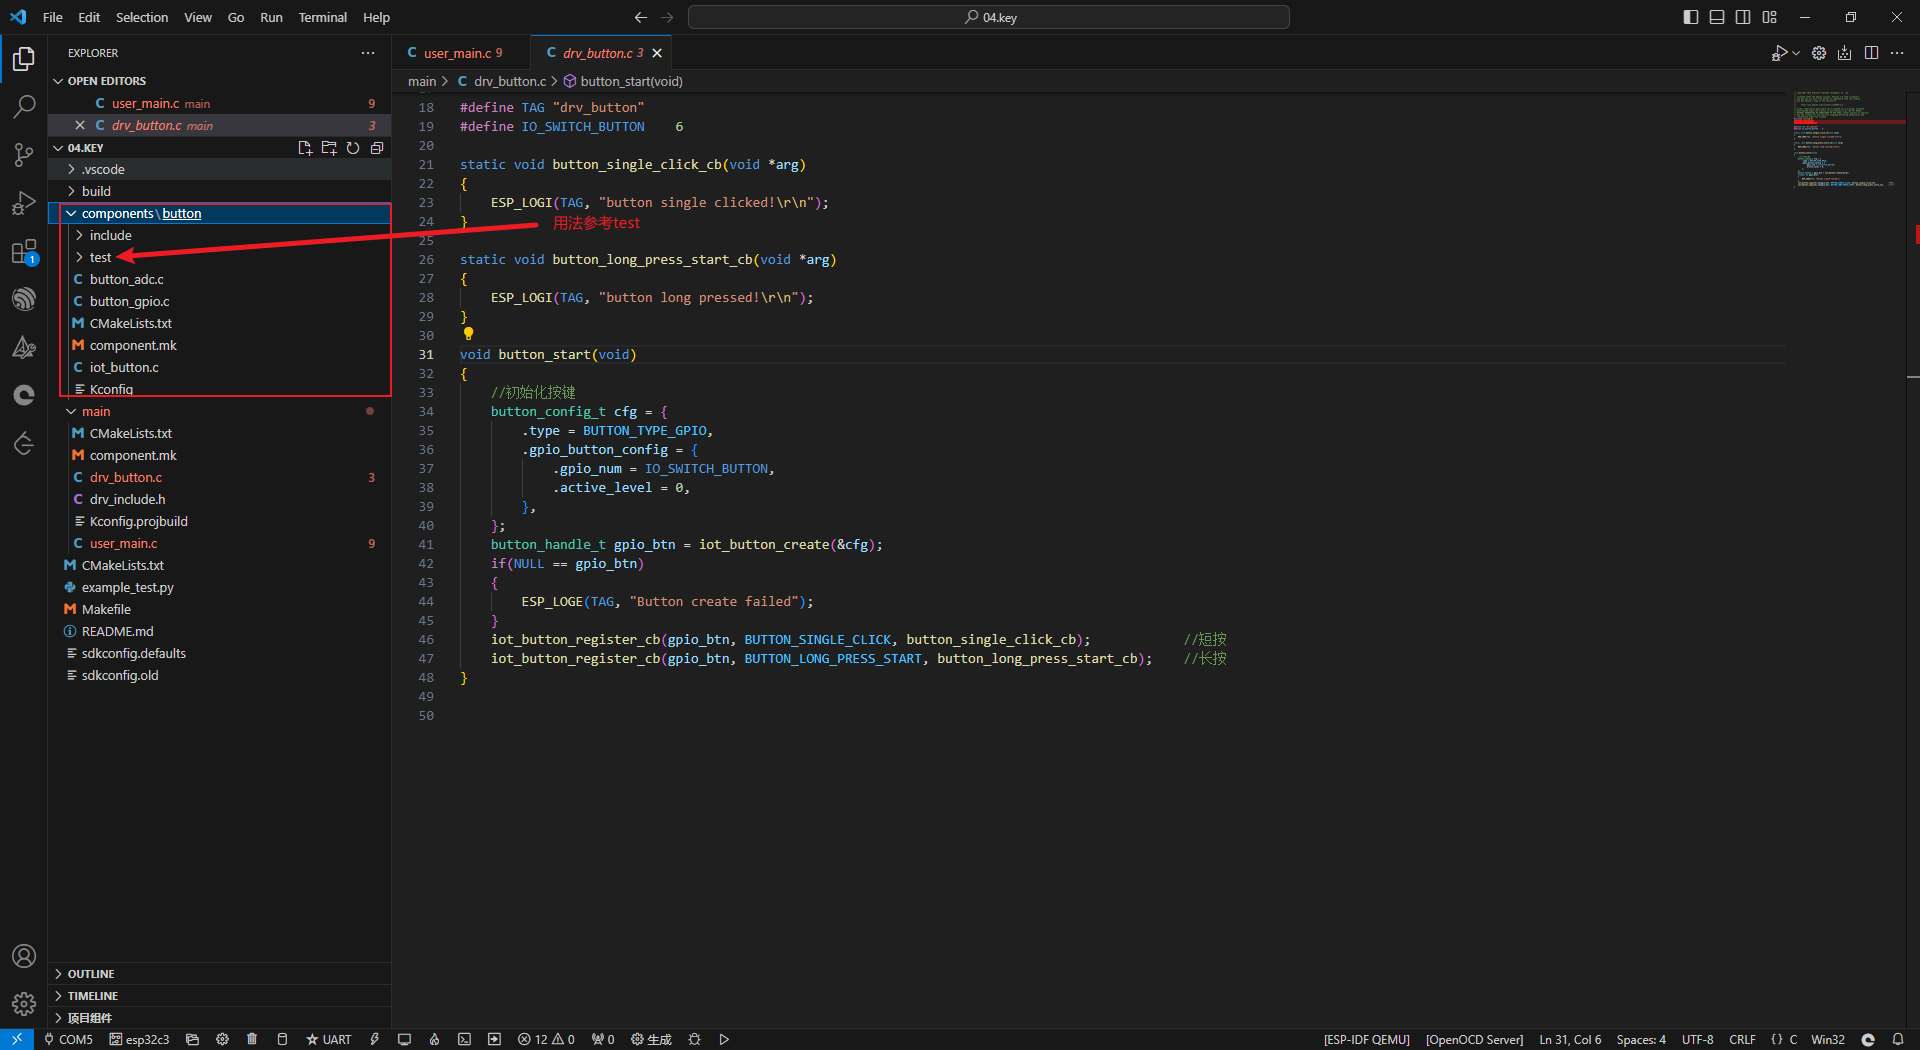 File Edit Selection View Go Run Terminal Help
04.key
EXPLORER
OPEN EDITORS
user_main.c main 9
drv_button.c main 3
04.KEY
.vscode
build
components\button
include
test
button_adc.c
button_gpio.c
CMakeLists.txt
component.mk
iot_button.c
Kconfig
main
CMakeLists.txt
component.mk
drv_button.c 3
drv_include.h
Kconfig.projbuild
user_main.c 9
CMakeLists.txt
example_test.py
Makefile
README.md
sdkconfig.defaults
sdkconfig.old
OUTLINE
TIMELINE
项目组件
1
user_main.c 9 drv_button.c 3
main > drv_button.c > button_start(void)
18 #define TAG "drv_button"
19 #define IO_SWITCH_BUTTON    6
20
21 static void button_single_click_cb(void *arg)
22 {
23     ESP_LOGI(TAG, "button single clicked!\r\n");
24 }
用法参考test
25
26 static void button_long_press_start_cb(void *arg)
27 {
28     ESP_LOGI(TAG, "button long pressed!\r\n");
29 }
30
31 void button_start(void)
32 {
33     //初始化按键
34     button_config_t cfg = {
35         .type = BUTTON_TYPE_GPIO,
36         .gpio_button_config = {
37             .gpio_num = IO_SWITCH_BUTTON,
38             .active_level = 0,
39         },
40     };
41     button_handle_t gpio_btn = iot_button_create(&cfg);
42     if(NULL == gpio_btn)
43     {
44         ESP_LOGE(TAG, "Button create failed");
45     }
46     iot_button_register_cb(gpio_btn, BUTTON_SINGLE_CLICK, button_single_click_cb);            //短按
47     iot_button_register_cb(gpio_btn, BUTTON_LONG_PRESS_START, button_long_press_start_cb);    //长按
48 }
49
50
COM5 esp32c3 UART 12 0 0 生成 [ESP-IDF QEMU] [OpenOCD Server] Ln 31, Col 6 Spaces: 4 UTF-8 CRLF {} C Win32